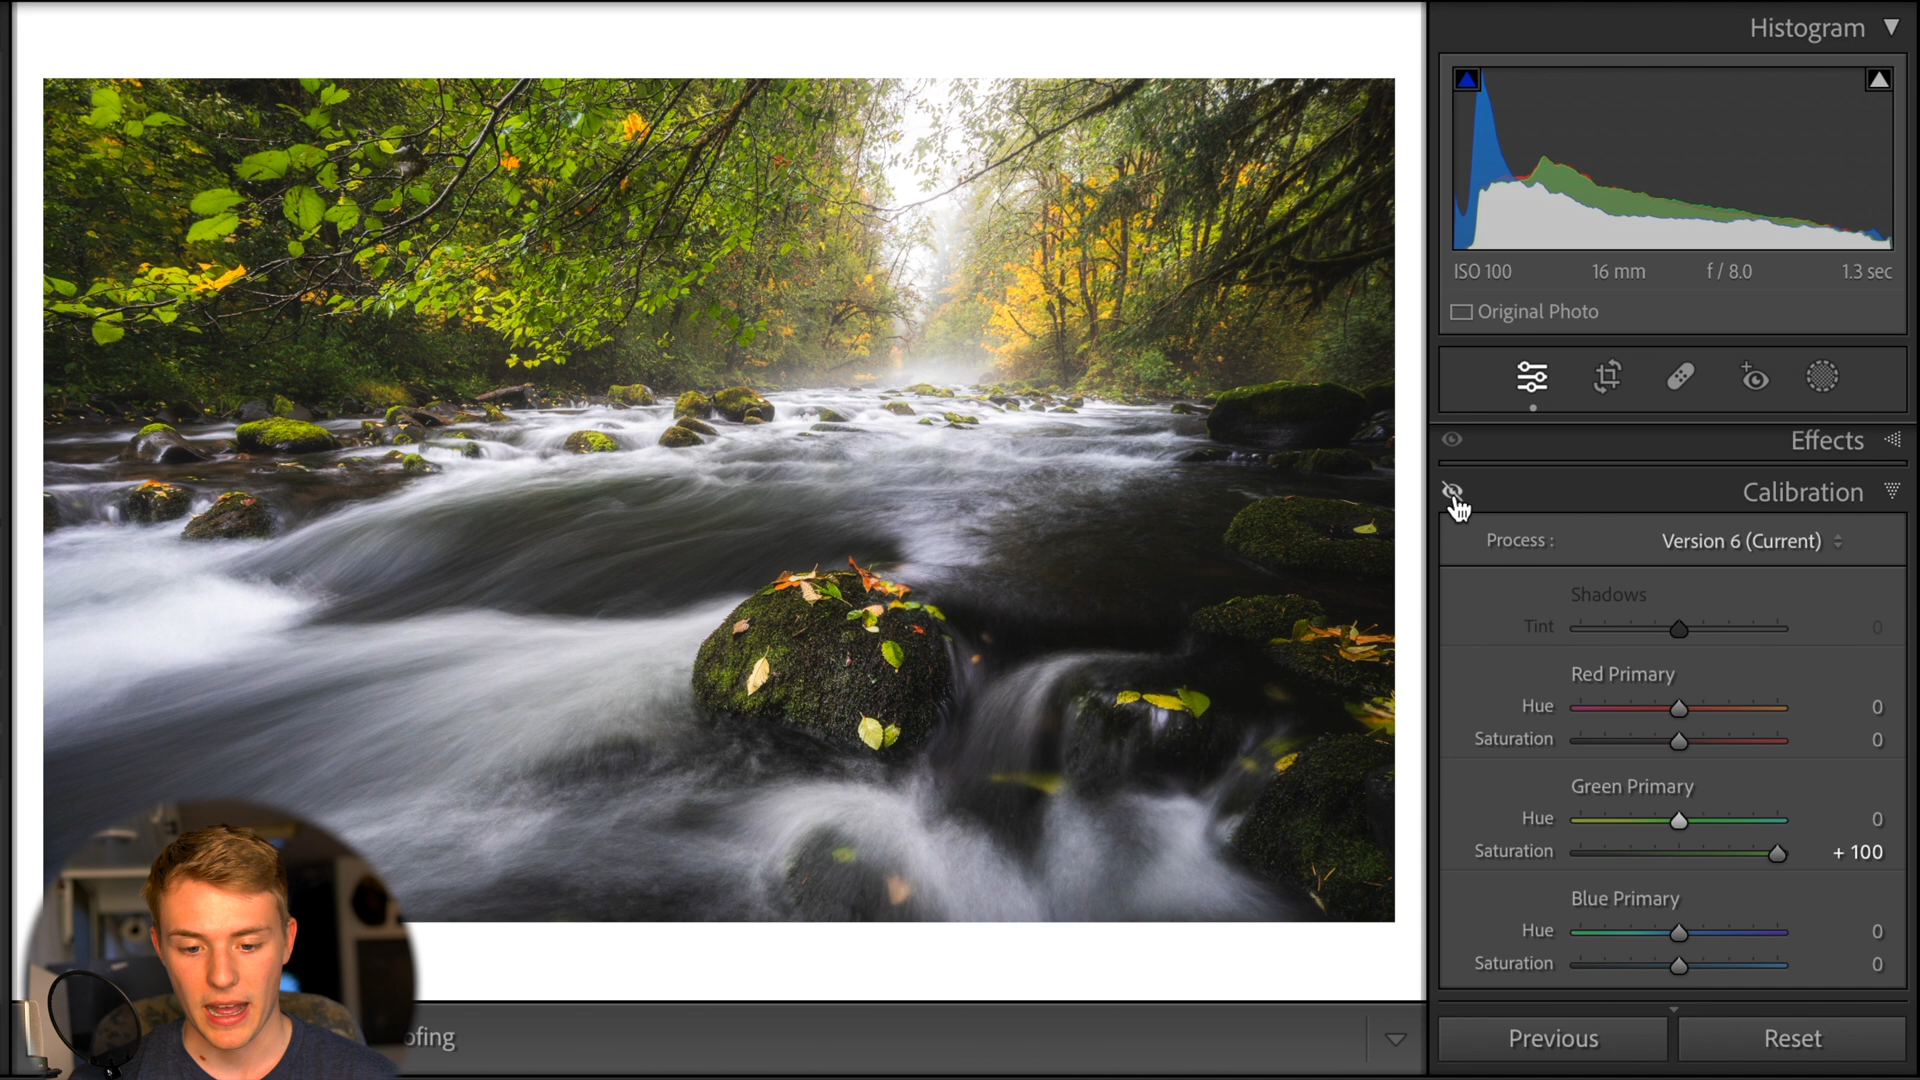 Histogram
ISO 100 16 mm f / 8.0 1.3 sec
Original Photo
Effects
Calibration
Process : Version 6 (Current)
Shadows
Tint 0
Red Primary
Hue 0
Saturation 0
Green Primary
Hue 0
Saturation + 100
Blue Primary
Hue 0
Saturation 0
ofing
Previous Reset